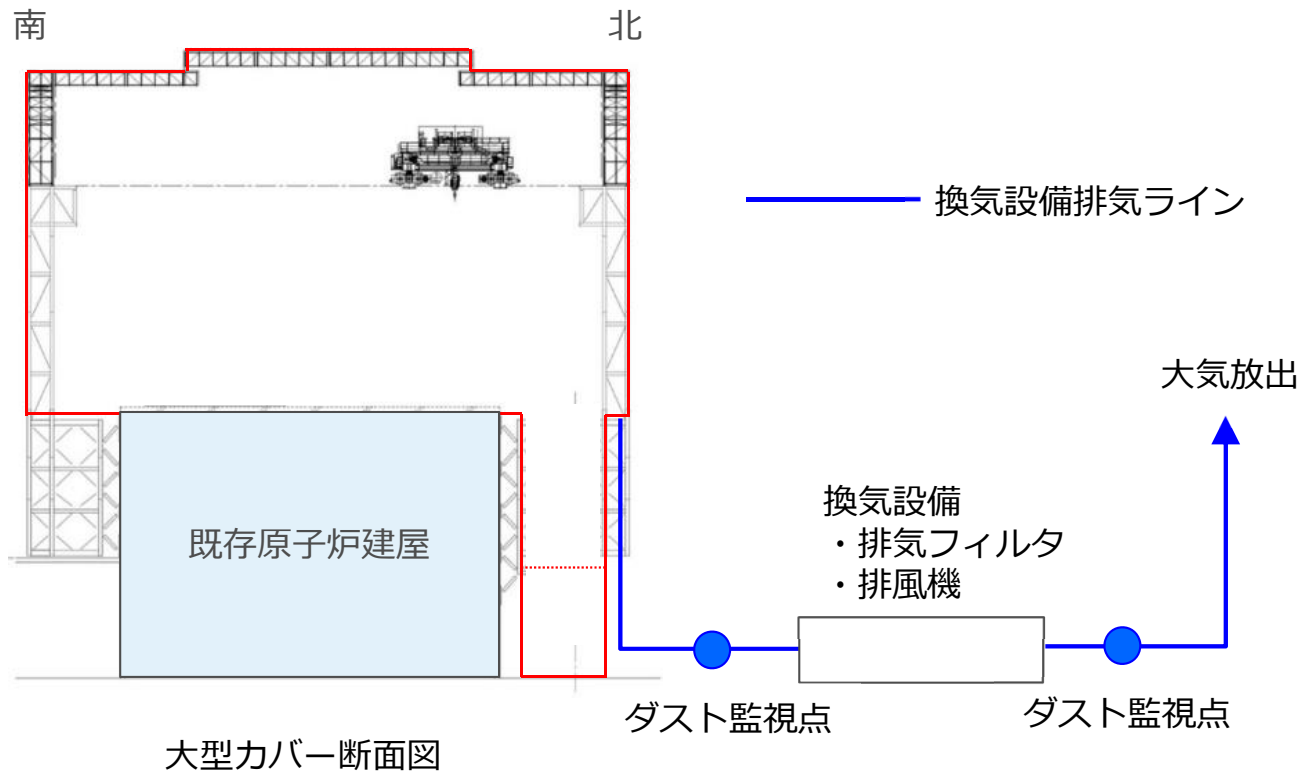 南
北
換気設備排気ライン
大気放出
換気設備
・排気フィルタ
・排風機
既存原子炉建屋
ダスト監視点
ダスト監視点
大型カバー断面図